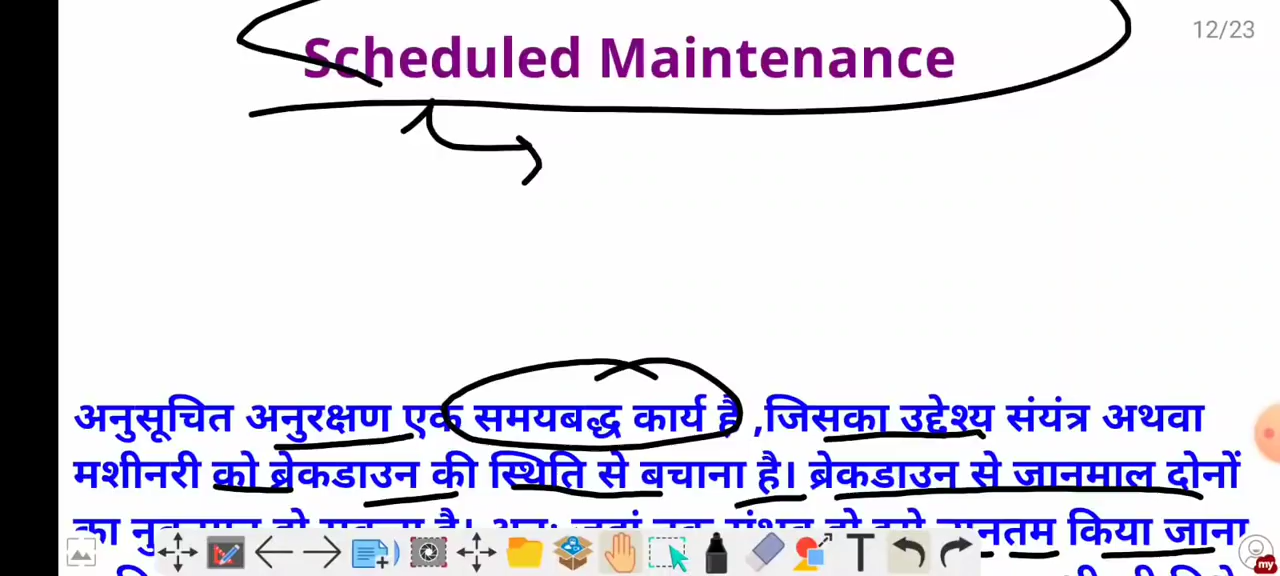 12/23
Scheduled Maintenance
अनुसूचित अनुरक्षण एक समयबद्ध कार्य है ,जिसका उद्देश्य संयंत्र अथवा
मशीनरी को ब्रेकडाउन की स्थिति से बचाना है। ब्रेकडाउन से जानमाल दोनों
का किया जाना
T
my